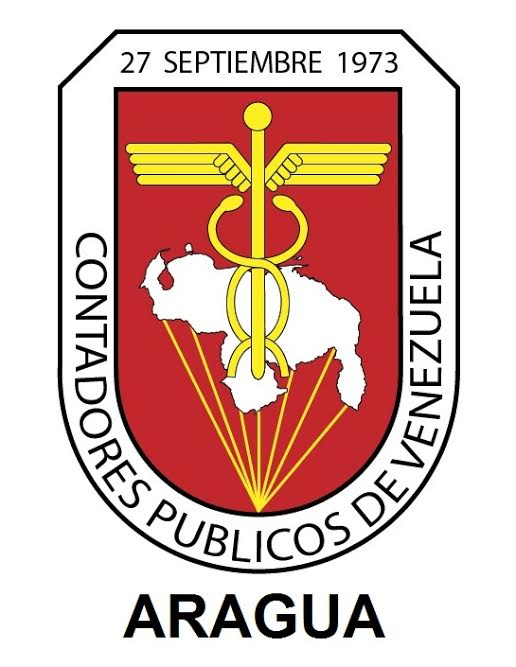 27 SEPTIEMBRE 1973
CONTADORES PUBLICOS DE VENEZUELA
ARAGUA